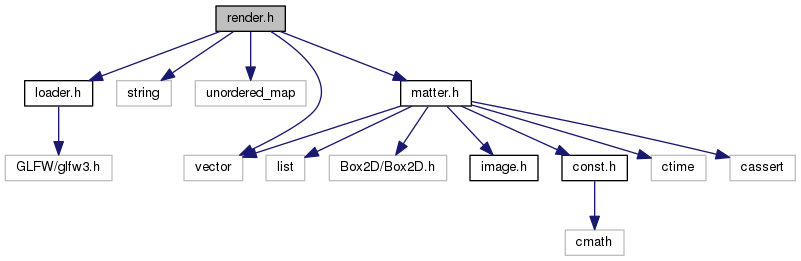 render.h
loader.h
string
unordered_map
matter.h
GLFW/glfw3.h
vector
list
Box2D/Box2D.h
image.h
const.h
ctime
cassert
cmath